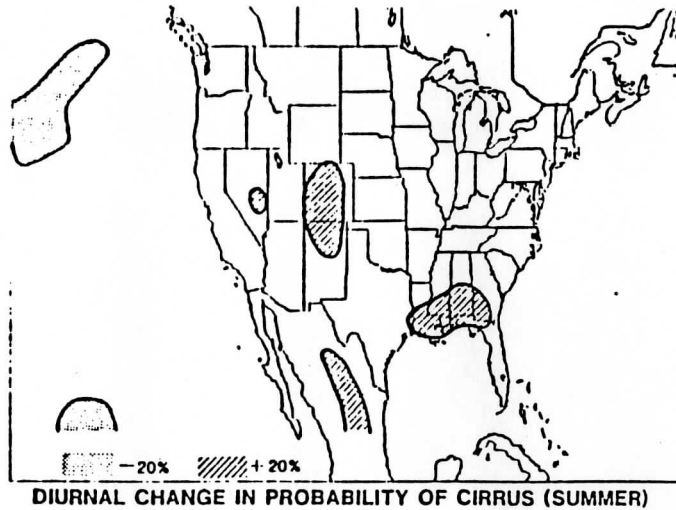 −20% + 20%
DIURNAL CHANGE IN PROBABILITY OF CIRRUS (SUMMER)